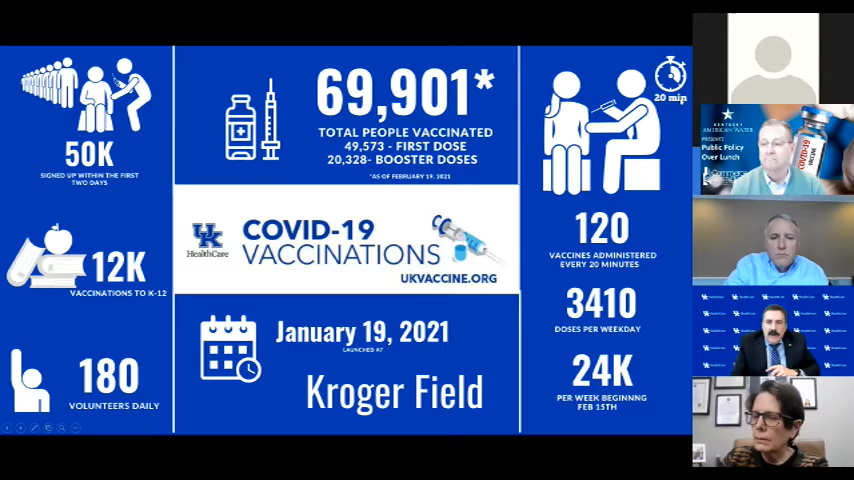 50K
SIGNED UP WITHIN THE FIRST
TWO DAYS
12K
VACCINATIONS TO K-12
180
VOLUNTEERS DAILY
69,901*
TOTAL PEOPLE VACCINATED
49,573 - FIRST DOSE
20,328- BOOSTER DOSES
*AS OF FEBRUARY 19, 2021
UK
HealthCare
COVID-19
VACCINATIONS
UKVACCINE.ORG
January 19, 2021
LAUNCHED AT
Kroger Field
20 min
120
VACCINES ADMINISTERED
EVERY 20 MINUTES
3410
DOSES PER WEEKDAY
24K
PER WEEK BEGINNNG
FEB 15TH
KENTUCKY
AMERICAN WATER
PRESENTS
Public Policy
Over Lunch
COVID-19
VACCINE